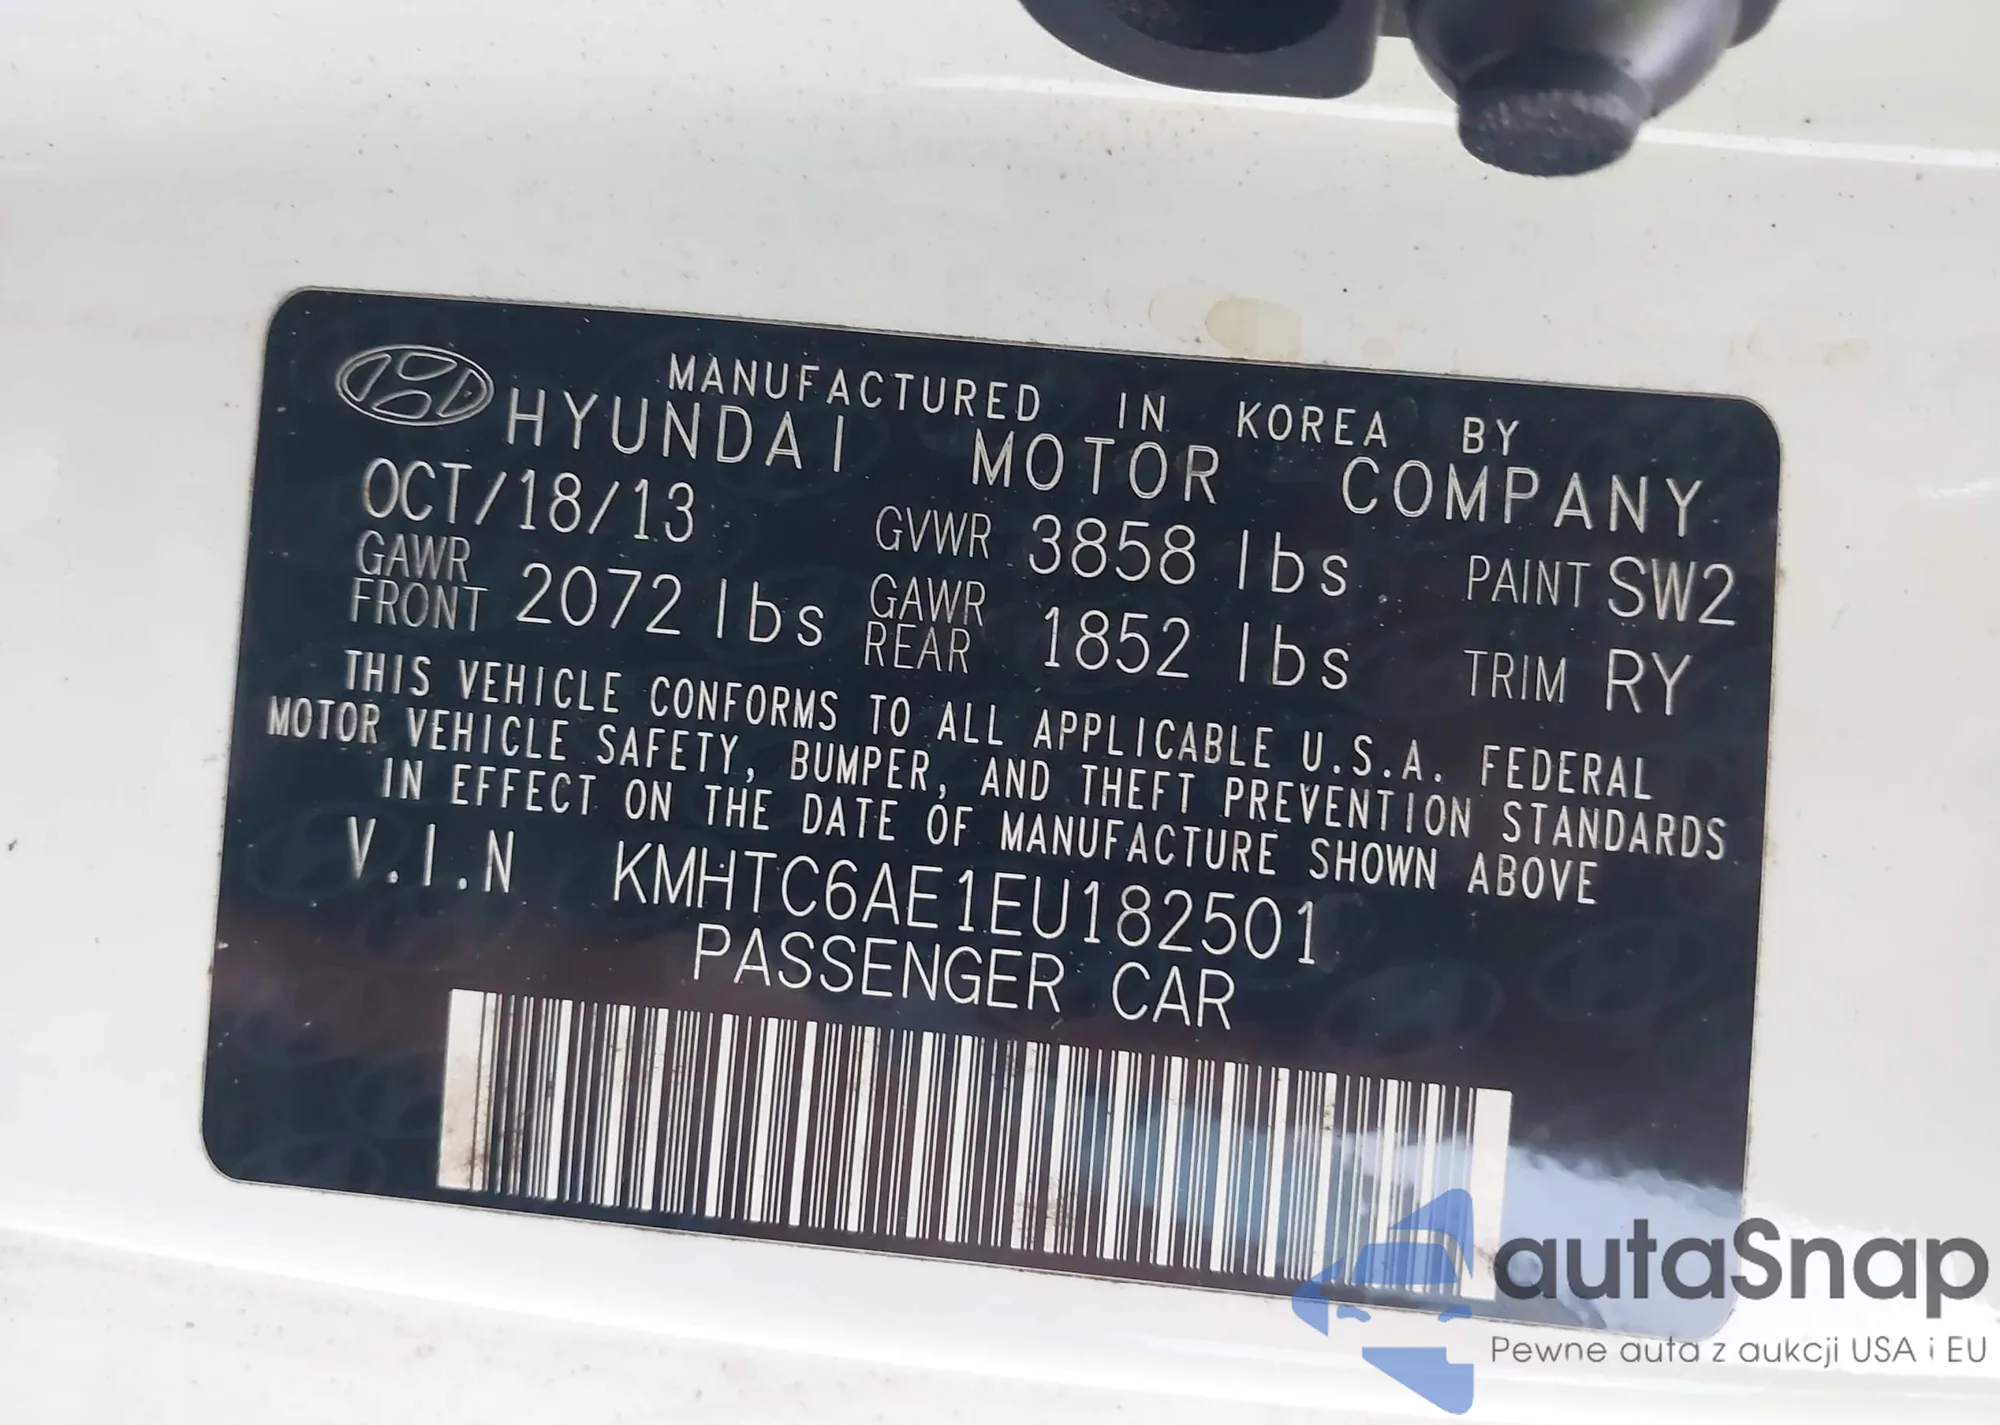 MANUFACTURED IN KOREA BY
HYUNDAI MOTOR COMPANY
OCT/18/13 GVWR 3858 lbs PAINT SW2
GAWR FRONT 2072 lbs GAWR REAR 1852 lbs TRIM RY
THIS VEHICLE CONFORMS TO ALL APPLICABLE U.S.A. FEDERAL
MOTOR VEHICLE SAFETY, BUMPER, AND THEFT PREVENTION STANDARDS
IN EFFECT ON THE DATE OF MANUFACTURE SHOWN ABOVE
V.I.N KMHTC6AE1EU182501
PASSENGER CAR
autaSnap
Pewne auta z aukcji USA i EU